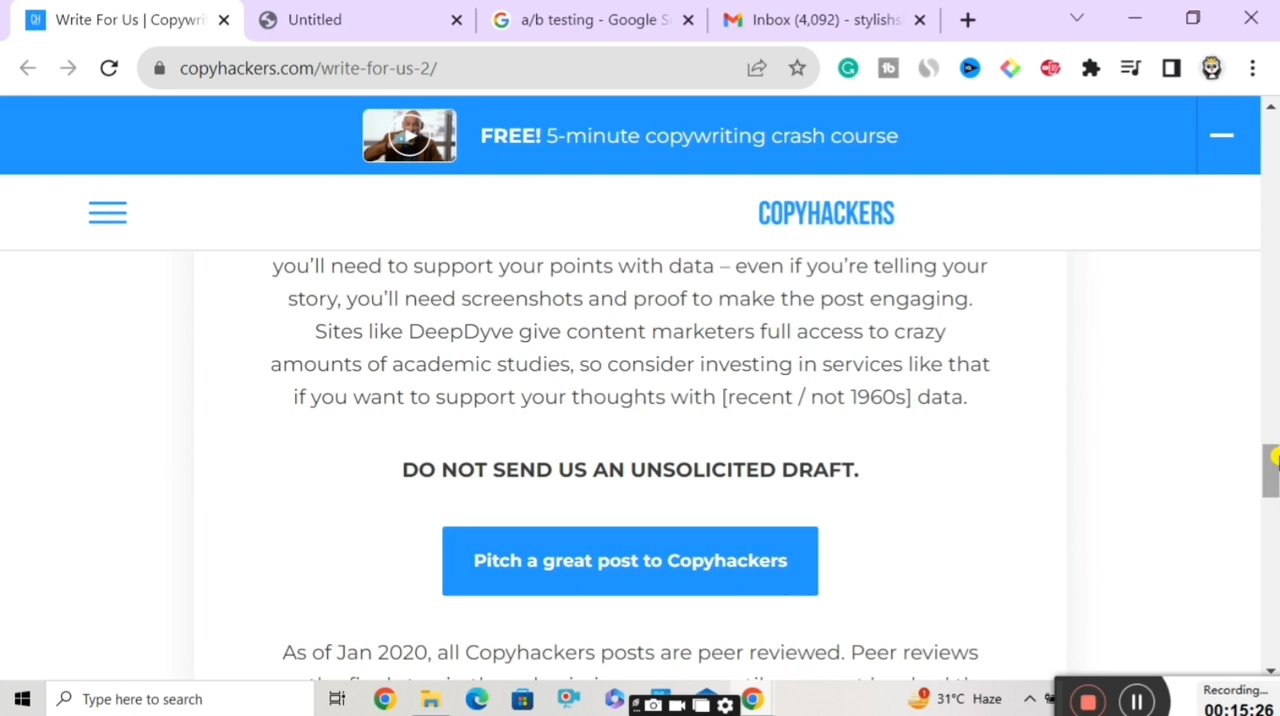 Write For Us | Copywri
Untitled
a/b testing - Google S
Inbox (4,092) - stylishs
copyhackers.com/write-for-us-2/
FREE! 5-minute copywriting crash course
COPYHACKERS
you'll need to support your points with data – even if you're telling your
story, you'll need screenshots and proof to make the post engaging.
Sites like DeepDyve give content marketers full access to crazy
amounts of academic studies, so consider investing in services like that
if you want to support your thoughts with [recent / not 1960s] data.
DO NOT SEND US AN UNSOLICITED DRAFT.
Pitch a great post to Copyhackers
As of Jan 2020, all Copyhackers posts are peer reviewed. Peer reviews
Type here to search
31°C Haze
Recording...
00:15:26